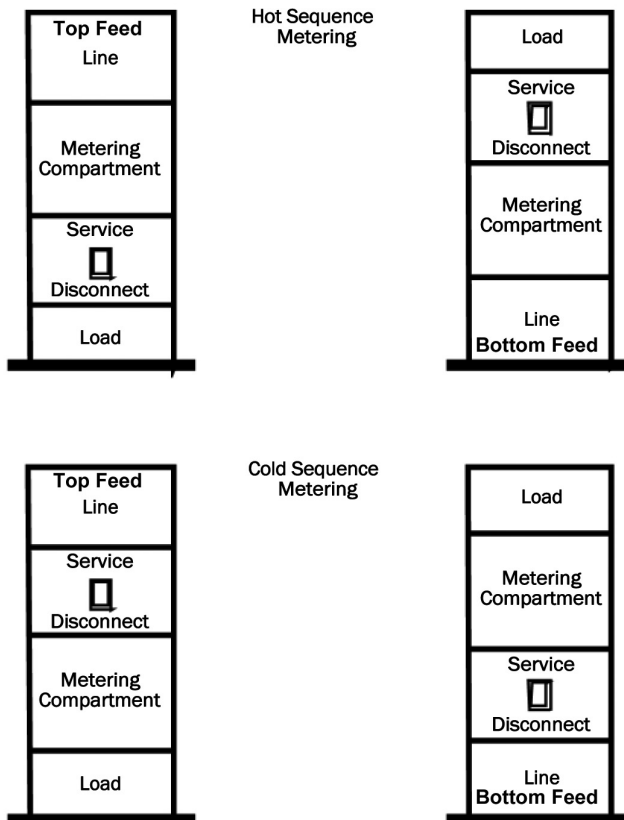 Hot Sequence
Metering
Top Feed
Line
Metering
Compartment
Service
Disconnect
Load
Load
Service
Disconnect
Metering
Compartment
Line
Bottom Feed
Cold Sequence
Metering
Top Feed
Line
Service
Disconnect
Metering
Compartment
Load
Load
Metering
Compartment
Service
Disconnect
Line
Bottom Feed